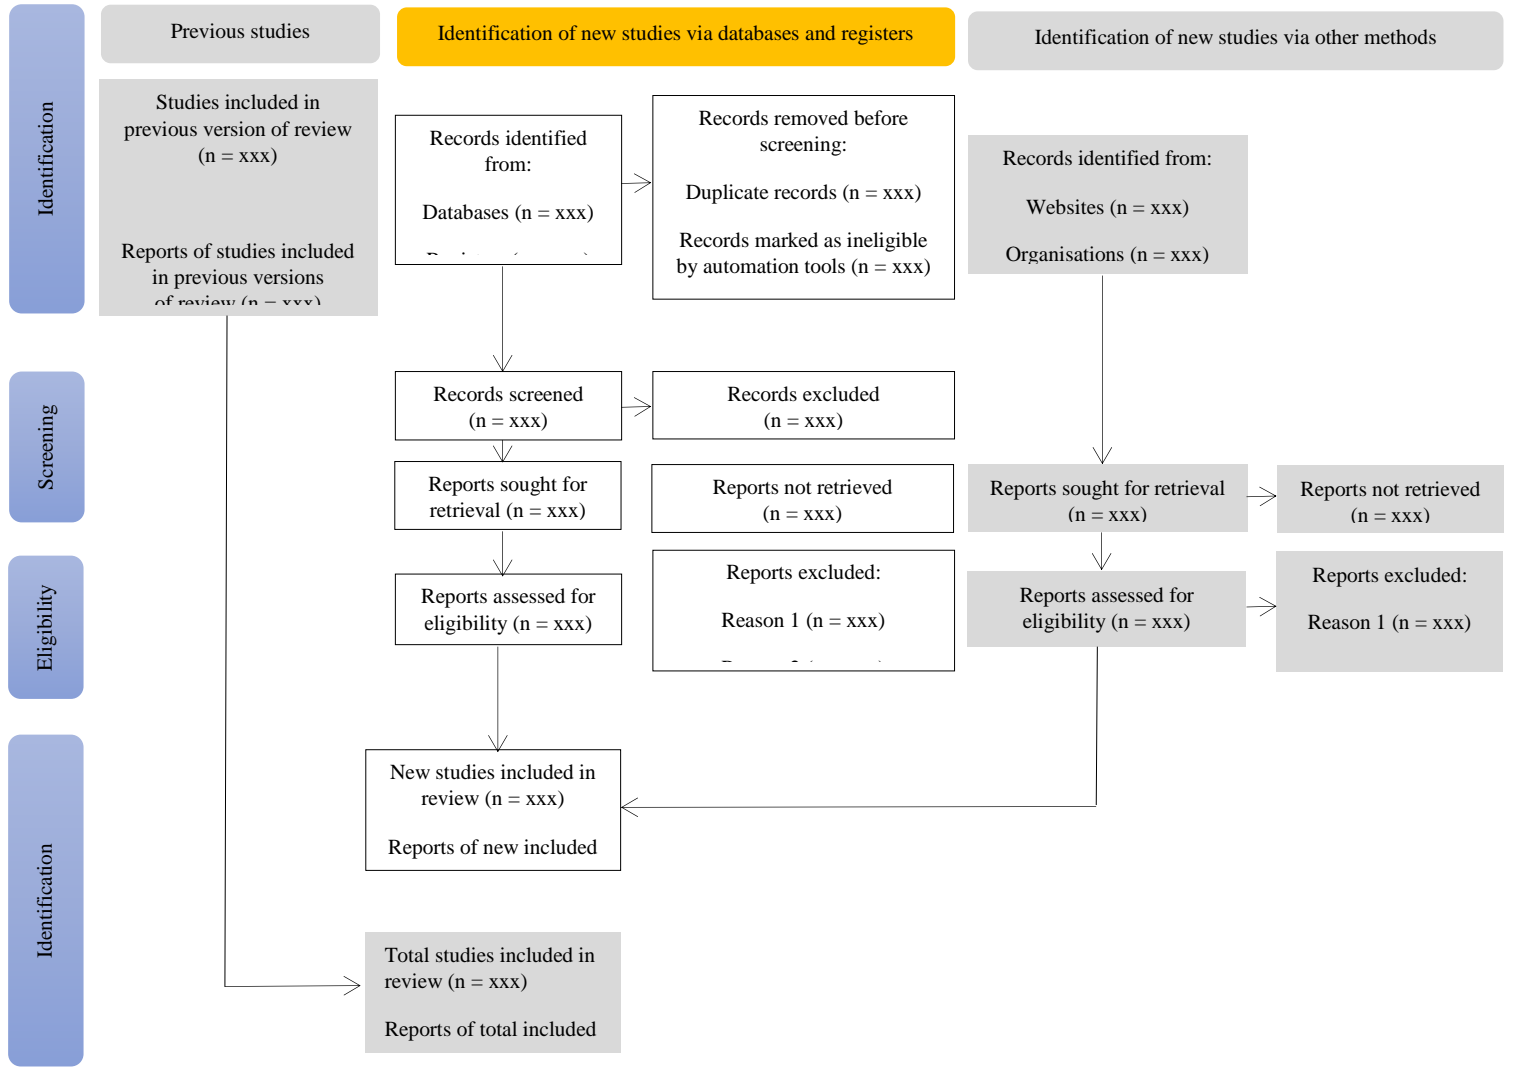 Previous studies
Identification of new studies via databases and registers
Identification of new studies via other methods
Identification
Studies included in
previous version of review
(n = xxx)
Reports of studies included
in previous versions
of review (n = xxx)
Records identified
from:
Databases (n = xxx)
Records removed before
screening:
Duplicate records (n = xxx)
Records marked as ineligible
by automation tools (n = xxx)
Records identified from:
Websites (n = xxx)
Organisations (n = xxx)
Screening
Records screened
(n = xxx)
Records excluded
(n = xxx)
Reports sought for
retrieval (n = xxx)
Reports not retrieved
(n = xxx)
Reports sought for retrieval
(n = xxx)
Reports not retrieved
(n = xxx)
Eligibility
Reports assessed for
eligibility (n = xxx)
Reports excluded:
Reason 1 (n = xxx)
Reports assessed for
eligibility (n = xxx)
Reports excluded:
Reason 1 (n = xxx)
Identification
New studies included in
review (n = xxx)
Reports of new included
Total studies included in
review (n = xxx)
Reports of total included